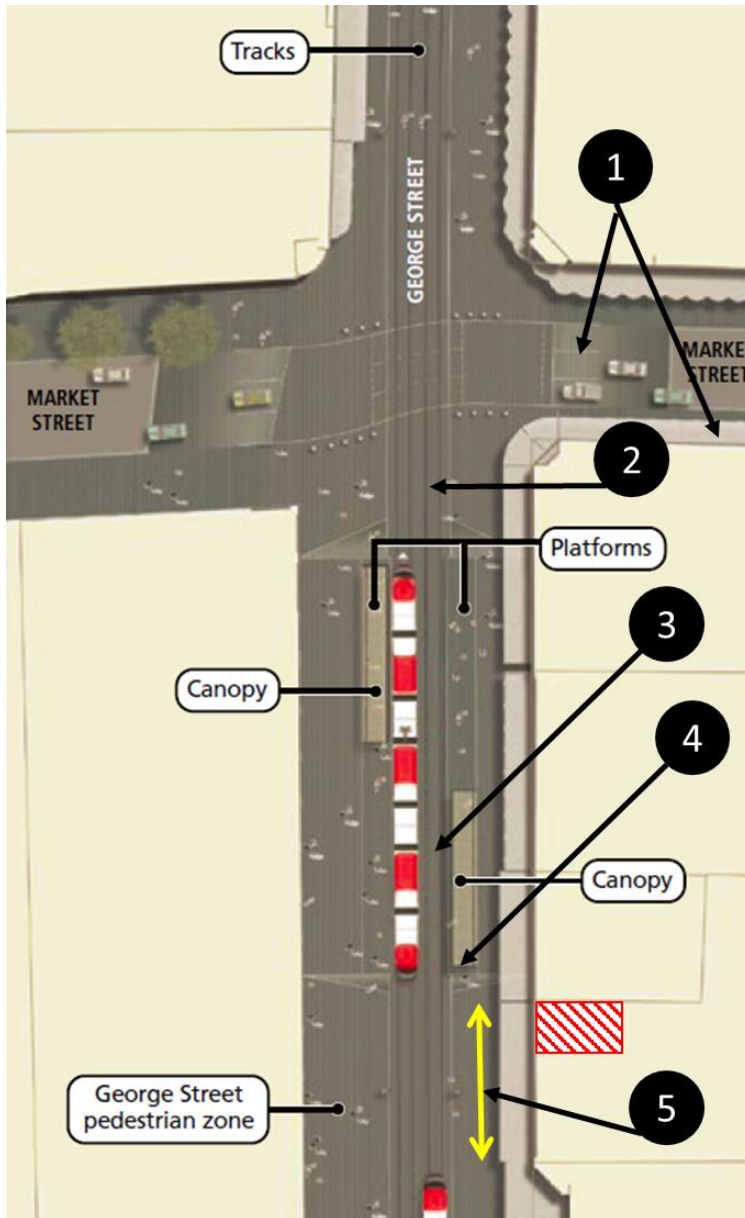 Tracks
1
GEORGE STREET
MARKET
STREET
MARKE
STREET
2
Platforms
3
Canopy
4
Canopy
George Street
pedestrian zone
5